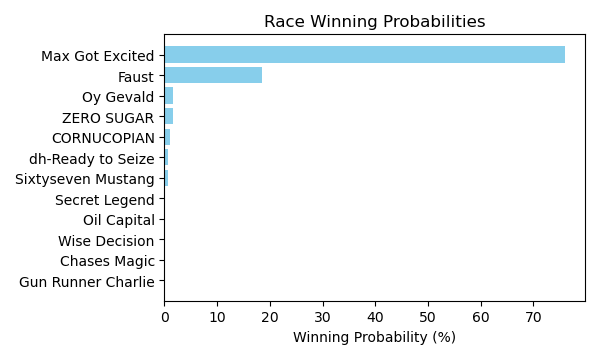 Race Winning Probabilities
Max Got Excited
Faust
Oy Gevald
ZERO SUGAR
CORNUCOPIAN
dh-Ready to Seize
Sixtyseven Mustang
Secret Legend
Oil Capital
Wise Decision
Chases Magic
Gun Runner Charlie
0 10 20 30 40 50 60 70
Winning Probability (%)